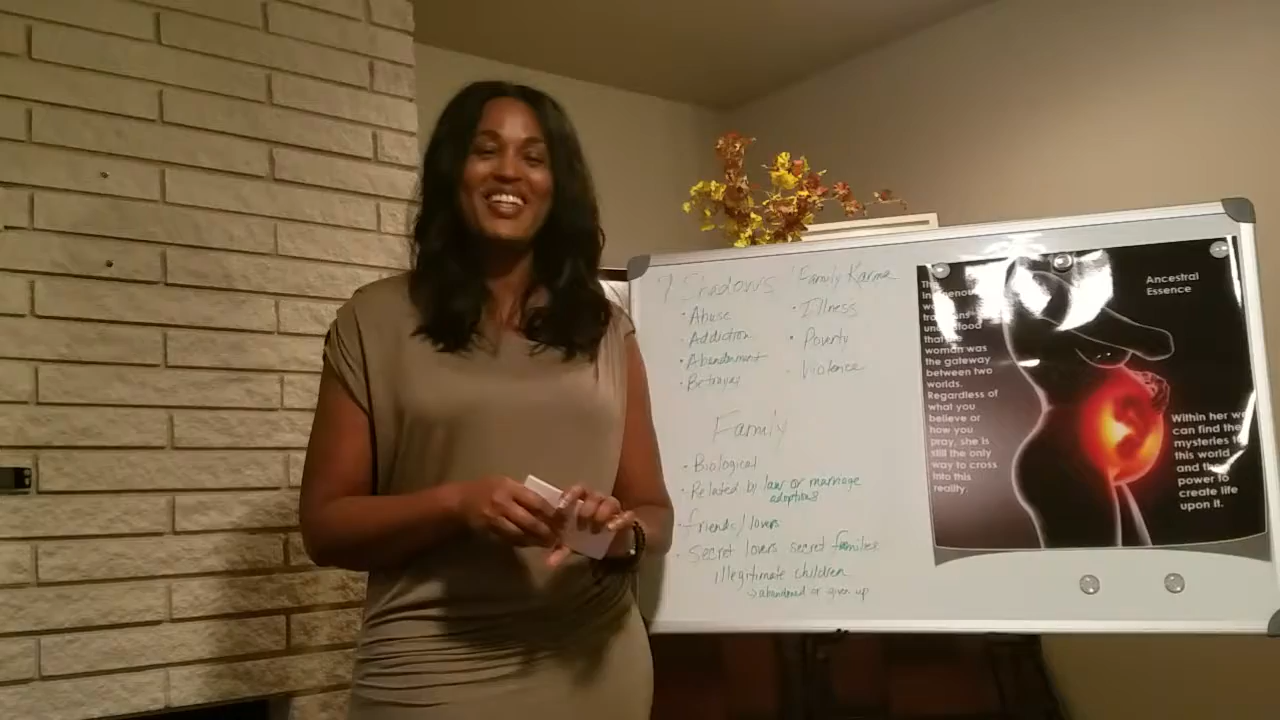 7 Shadows
Family Karma
• Abuse
• Addiction
• Abandonment
• Betrayal
• Illness
• Poverty
Violence
Family
• Biological
• Related by law or marriage
adoptions
• friends/lovers
• Secret lovers secret families
illegitimate children
→ abandoned or given up
Ancestral
Essence
that
woman was
the gateway
between two
worlds.
Regardless of
what you
believe or
how you
pray, she is
still the only
way to cross
into this
reality.
Within her we
can find the
mysteries
this world
and the
power to
create life
upon it.